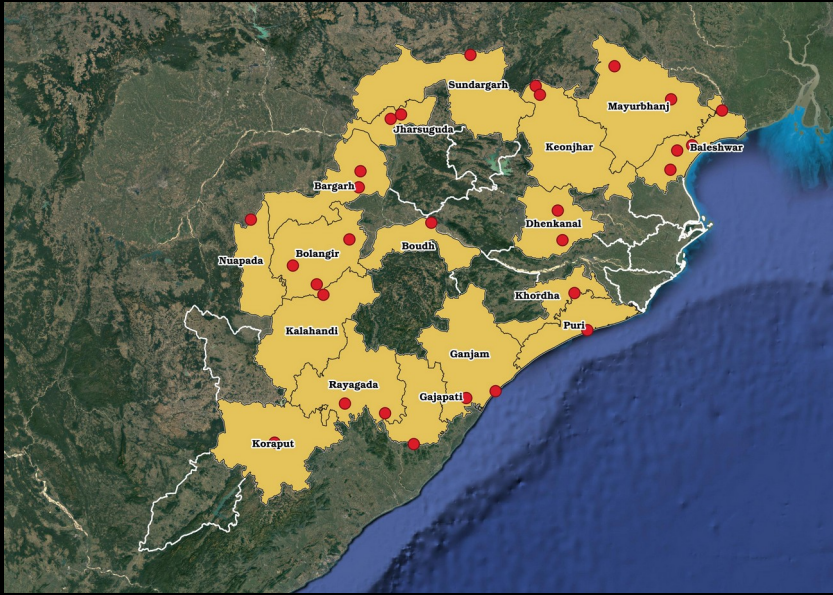 Sundargarh
Mayurbhanj
Jharsuguda
Keonjhar
Baleshwar
Bargarh
Dhenkanal
Boudh
Bolangir
Nuapada
Khordha
Puri
Kalahandi
Ganjam
Rayagada
Gajapati
Koraput